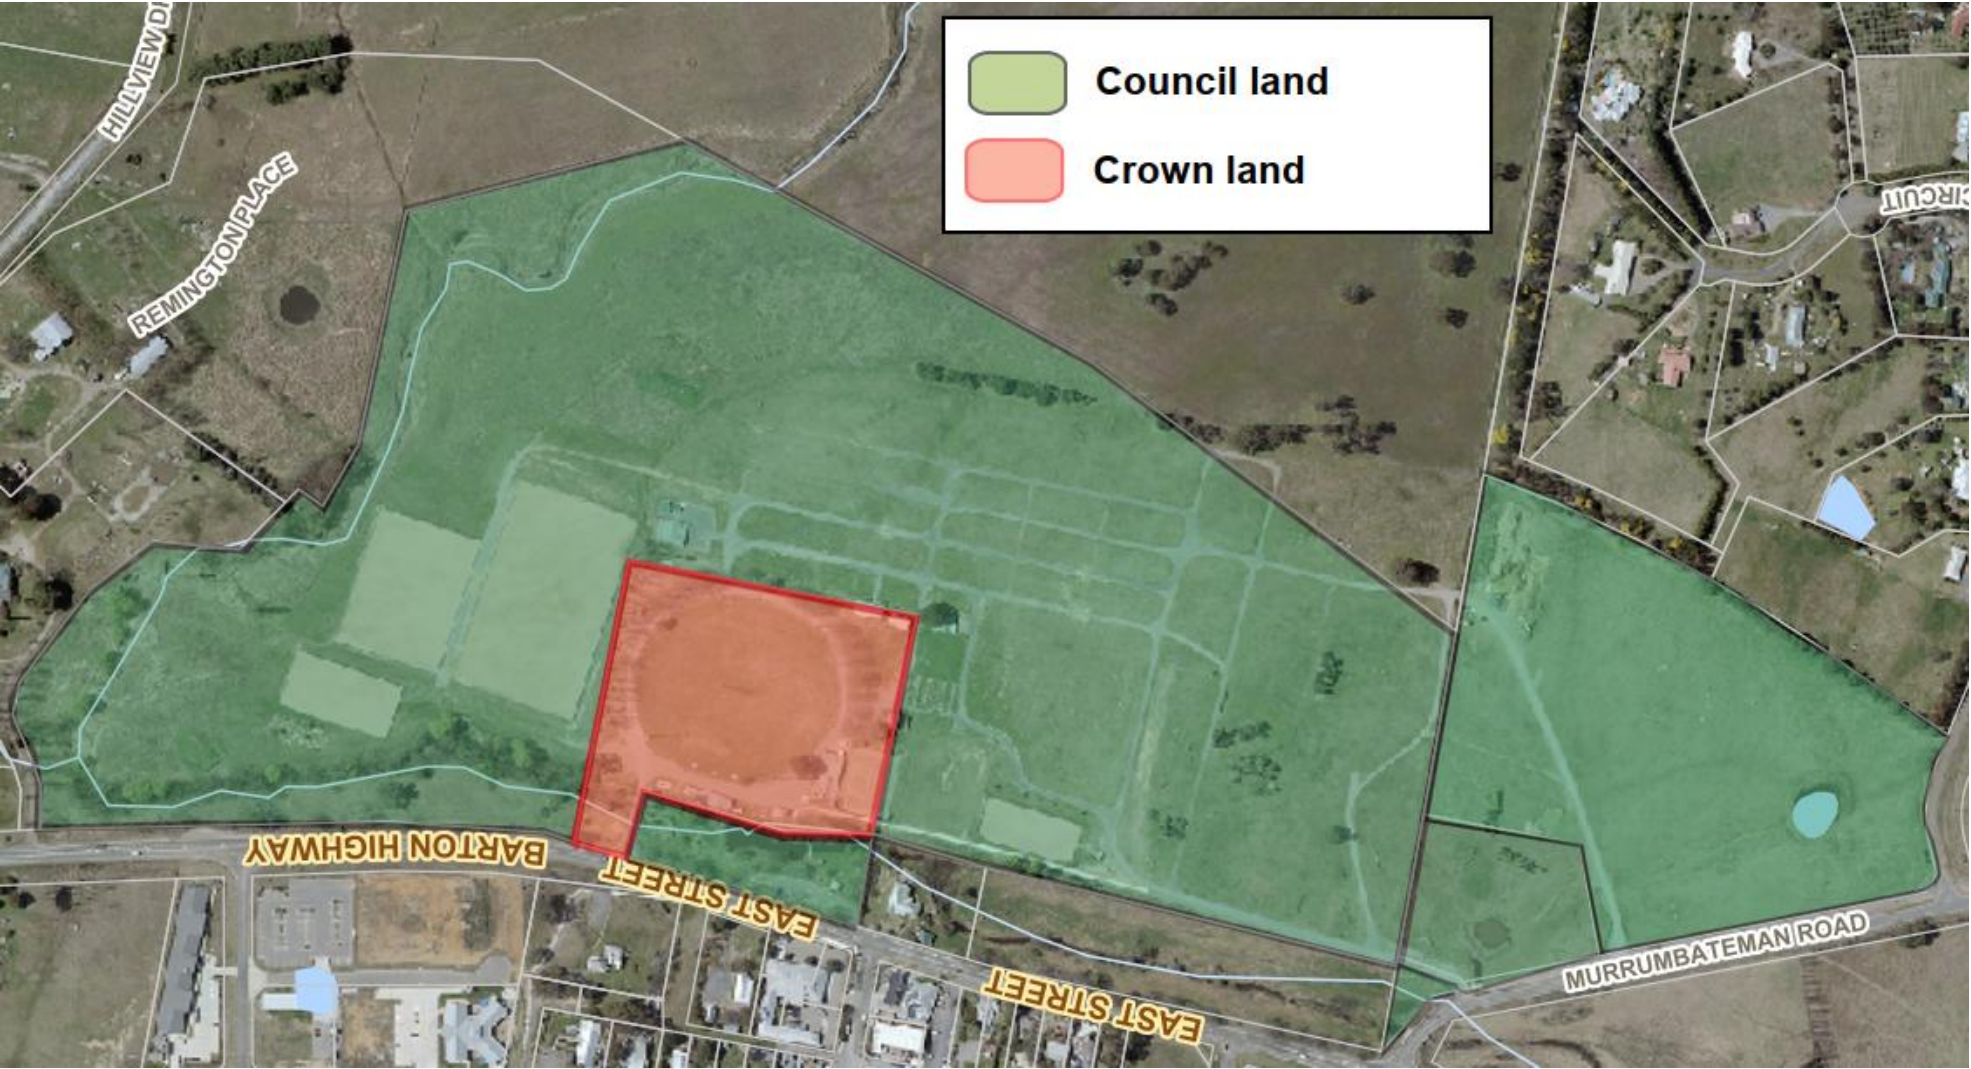 HILLVIEW
Council land
Crown land
REMINGTON PLACE
CIRCUIT
BARTON HIGHWAY
EAST STREET
EAST STREET
MURRUMBATEMAN ROAD